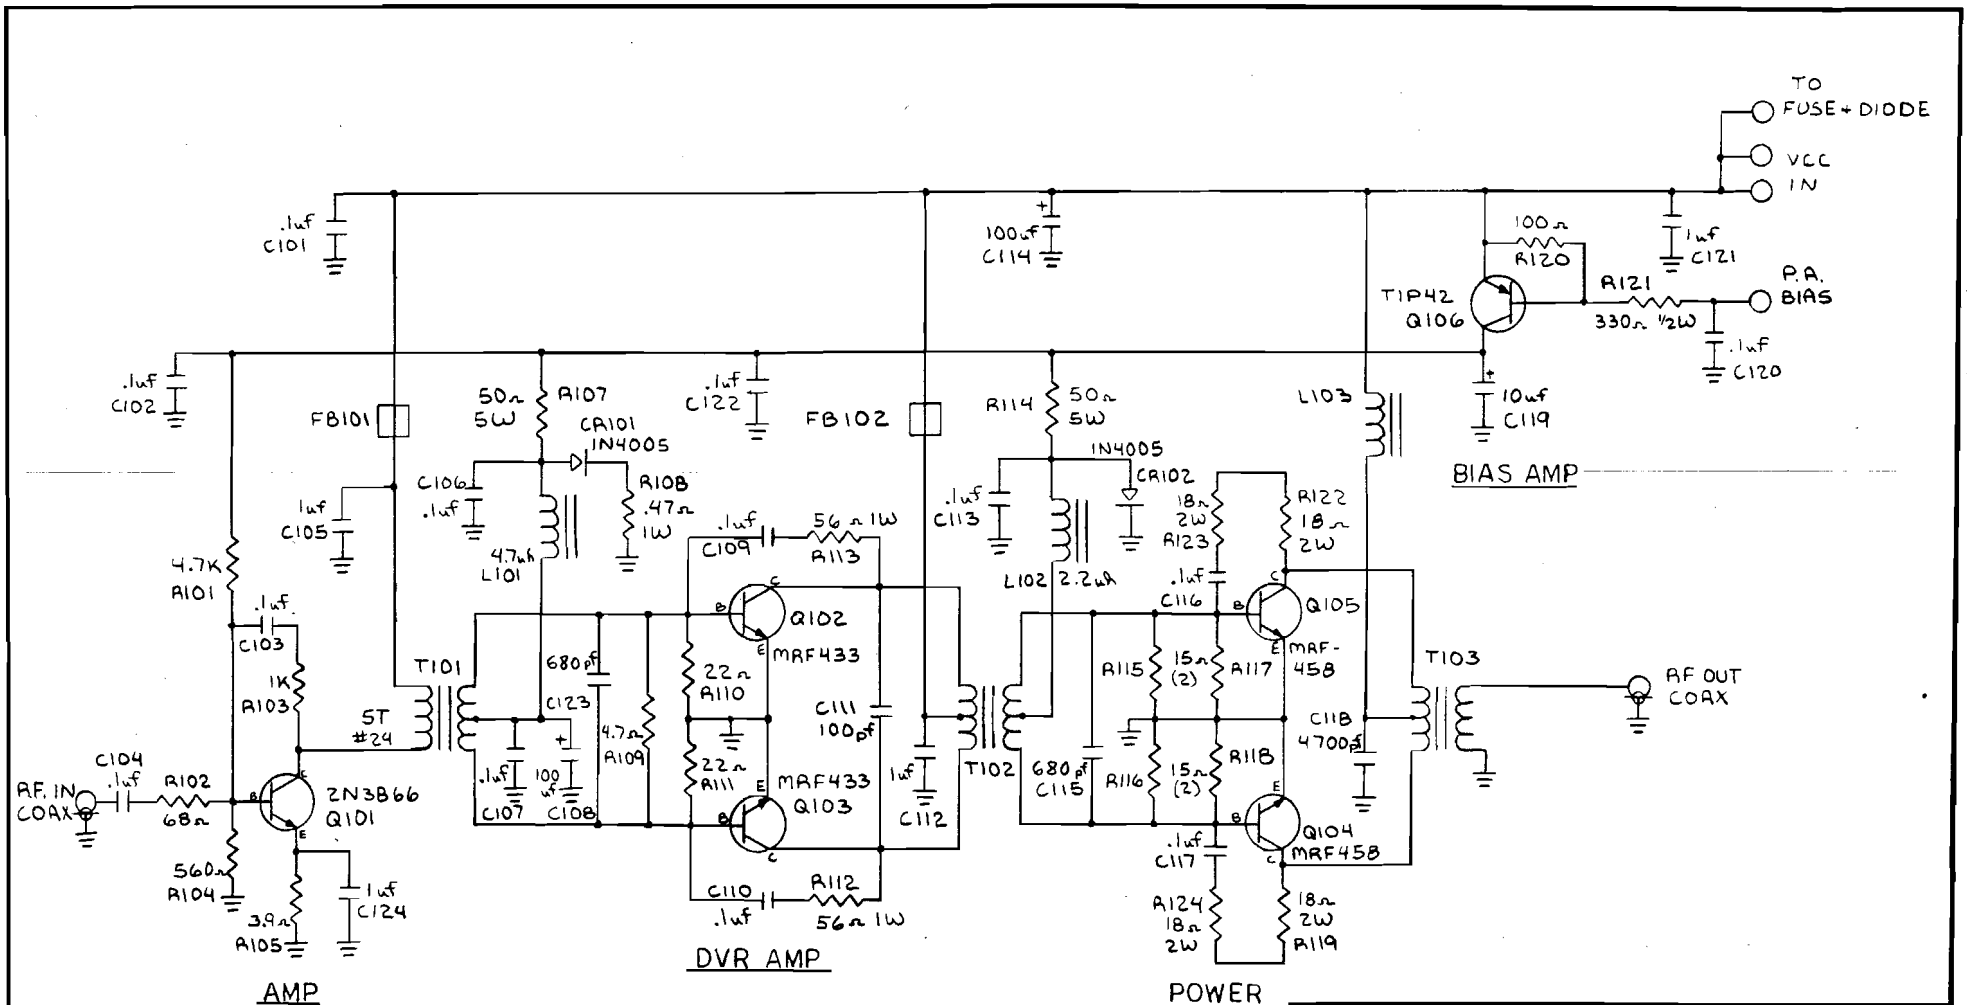 TO
FUSE + DIODE
VCC
IN
.1uf
C101
+
100uf
C114
100Ω
R120
1uf
C121
TIP42
Q106
R121
330Ω 1/2W
P.A.
BIAS
.1uf
C120
.1uf
C102
FB101
50Ω
5W
R107
CR101
1N4005
.1uf
C122
FB102
R114
50Ω
5W
L103
+
10uf
C119
BIAS AMP
1uf
C105
C106
.1uf
R108
.47Ω
1W
4.7uh
L101
.1uf
C109
56Ω 1W
R113
1N4005
CR102
.1uf
C113
L102 2.2uh
18Ω
2W
R123
R122
18Ω
2W
.1uf
C116
4.7K
R101
.1uf
C103
1K
R103
5T
#24
T101
680pf
C123
4.7Ω
R109
22Ω
R110
22Ω
R111
B
C
E
Q102
MRF433
MRF433
Q103
B
E
C
C111
100pf
1uf
C112
T102
680pf
C115
R115
15Ω
(2)
R117
R116
15Ω
(2)
R118
B
C
E
Q105
MRF-
458
B
E
C
Q104
MRF458
C118
4700pf
T103
RF OUT
COAX
R.F. IN
COAX
C104
.1uf
R102
68Ω
B
C
E
2N3866
Q101
560Ω
R104
3.9Ω
R105
1uf
C124
.1uf
C107
+
100
uf
C108
C110
.1uf
R112
56Ω 1W
.1uf
C117
R124
18Ω
2W
18Ω
2W
R119
AMP
DVR AMP
POWER